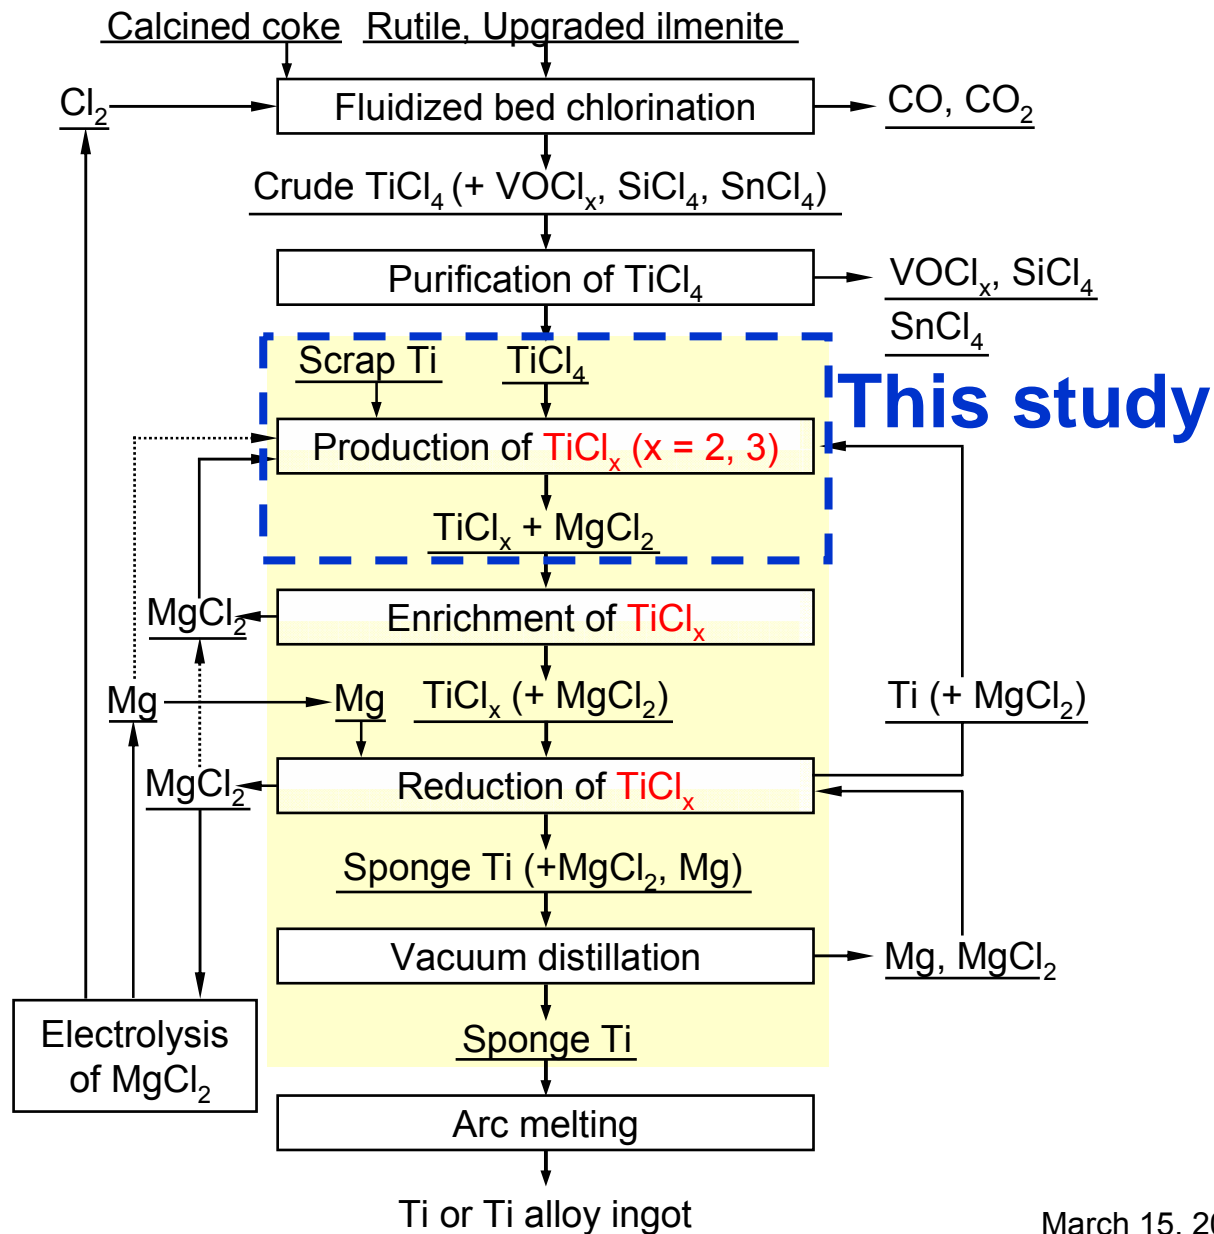 Calcined coke Rutile, Upgraded ilmenite
Cl₂ Fluidized bed chlorination CO, CO₂
Crude TiCl₄ (+ VOClₓ, SiCl₄, SnCl₄)
Purification of TiCl₄ VOClₓ, SiCl₄
SnCl₄
Scrap Ti TiCl₄
This study
Production of TiClₓ (x = 2, 3)
TiClₓ + MgCl₂
MgCl₂ Enrichment of TiClₓ
Mg Mg TiClₓ (+ MgCl₂) Ti (+ MgCl₂)
MgCl₂ Reduction of TiClₓ
Sponge Ti (+MgCl₂, Mg)
Vacuum distillation Mg, MgCl₂
Electrolysis
of MgCl₂
Sponge Ti
Arc melting
Ti or Ti alloy ingot
March 15, 20